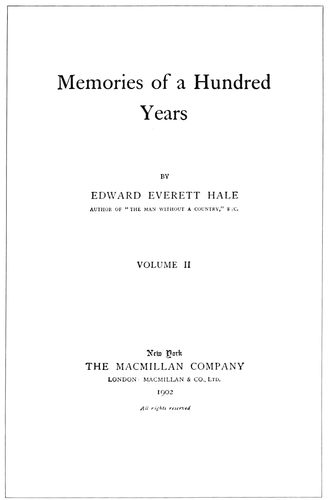 Memories of a Hundred
Years
BY
EDWARD EVERETT HALE
AUTHOR OF "THE MAN WITHOUT A COUNTRY," ETC.
VOLUME II
New York
THE MACMILLAN COMPANY
LONDON: MACMILLAN & CO., LTD.
1902
All rights reserved